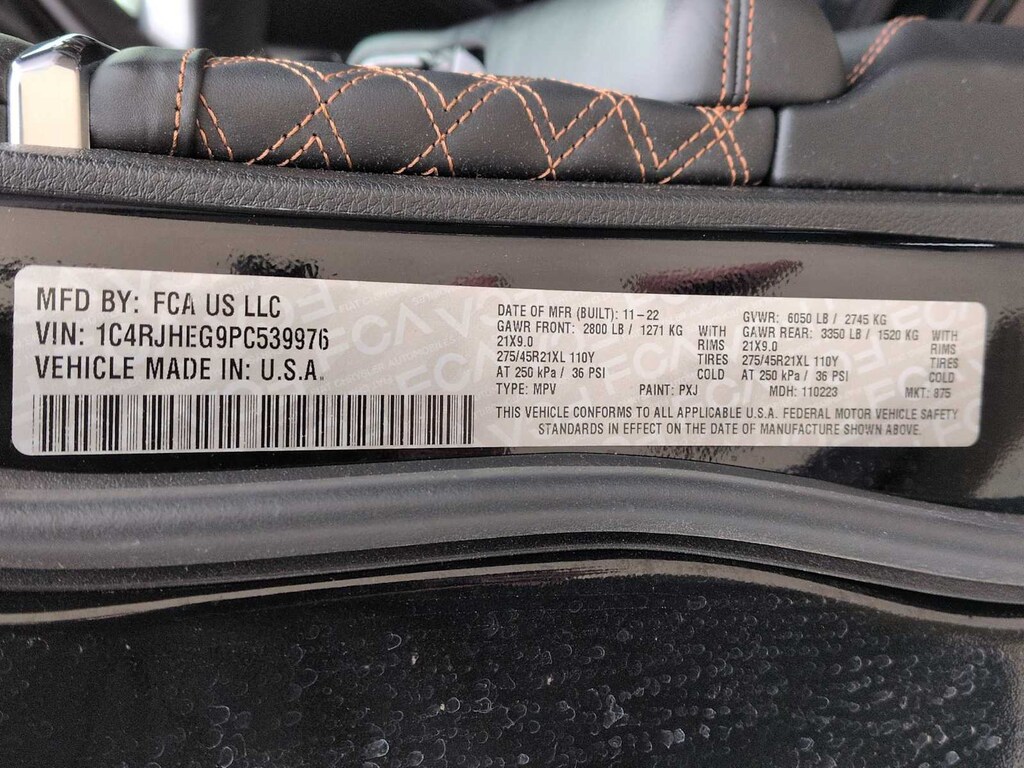 MFD BY: FCA US LLC
VIN: 1C4RJHEG9PC539976
VEHICLE MADE IN: U.S.A.
DATE OF MFR (BUILT): 11-22 GVWR: 6050 LB / 2745 KG
GAWR FRONT: 2800 LB / 1271 KG WITH GAWR REAR: 3350 LB / 1520 KG WITH
21X9.0 RIMS 21X9.0 RIMS
275/45R21XL 110Y TIRES 275/45R21XL 110Y TIRES
AT 250 kPa / 36 PSI COLD AT 250 kPa / 36 PSI COLD
TYPE: MPV PAINT: PXJ MDH: 110223 MKT: 875
THIS VEHICLE CONFORMS TO ALL APPLICABLE U.S.A. FEDERAL MOTOR VEHICLE SAFETY
STANDARDS IN EFFECT ON THE DATE OF MANUFACTURE SHOWN ABOVE.